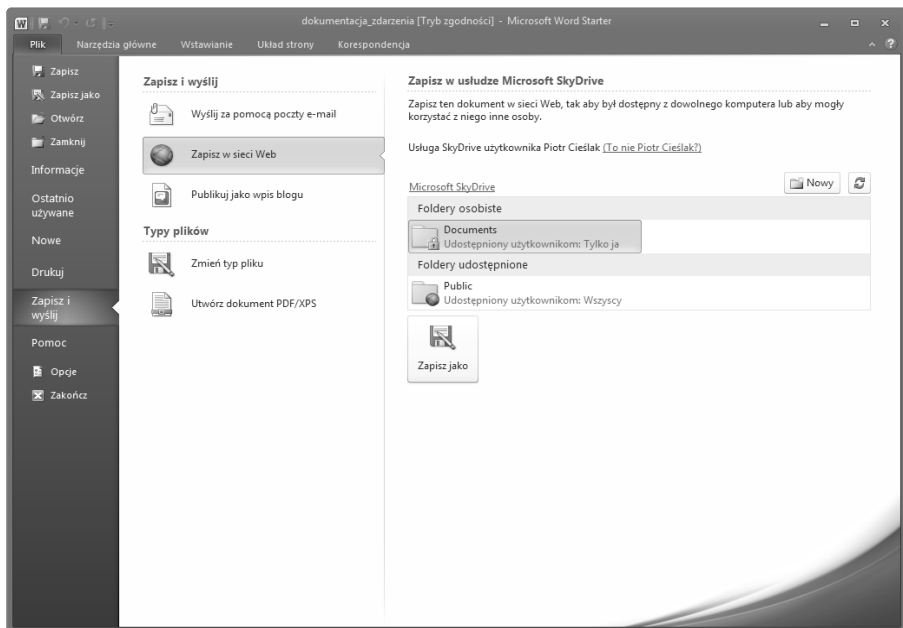 dokumentacja_zdarzenia [Tryb zgodności] - Microsoft Word Starter
Plik
Narzędzia główne
Wstawianie
Układ strony
Korespondencja
Zapisz
Zapisz jako
Otwórz
Zamknij
Informacje
Ostatnio
używane
Nowe
Drukuj
Zapisz i
wyślij
Pomoc
Opcje
Zakończ
Zapisz i wyślij
Wyślij za pomocą poczty e-mail
Zapisz w sieci Web
Publikuj jako wpis blogu
Typy plików
Zmień typ pliku
Utwórz dokument PDF/XPS
Zapisz w usłudze Microsoft SkyDrive
Zapisz ten dokument w sieci Web, tak aby był dostępny z dowolnego komputera lub aby mogły
korzystać z niego inne osoby.
Usługa SkyDrive użytkownika Piotr Cieślak (To nie Piotr Cieślak?)
Microsoft SkyDrive
Nowy
Foldery osobiste
Documents
Udostępniony użytkownikom: Tylko ja
Foldery udostępnione
Public
Udostępniony użytkownikom: Wszyscy
Zapisz jako